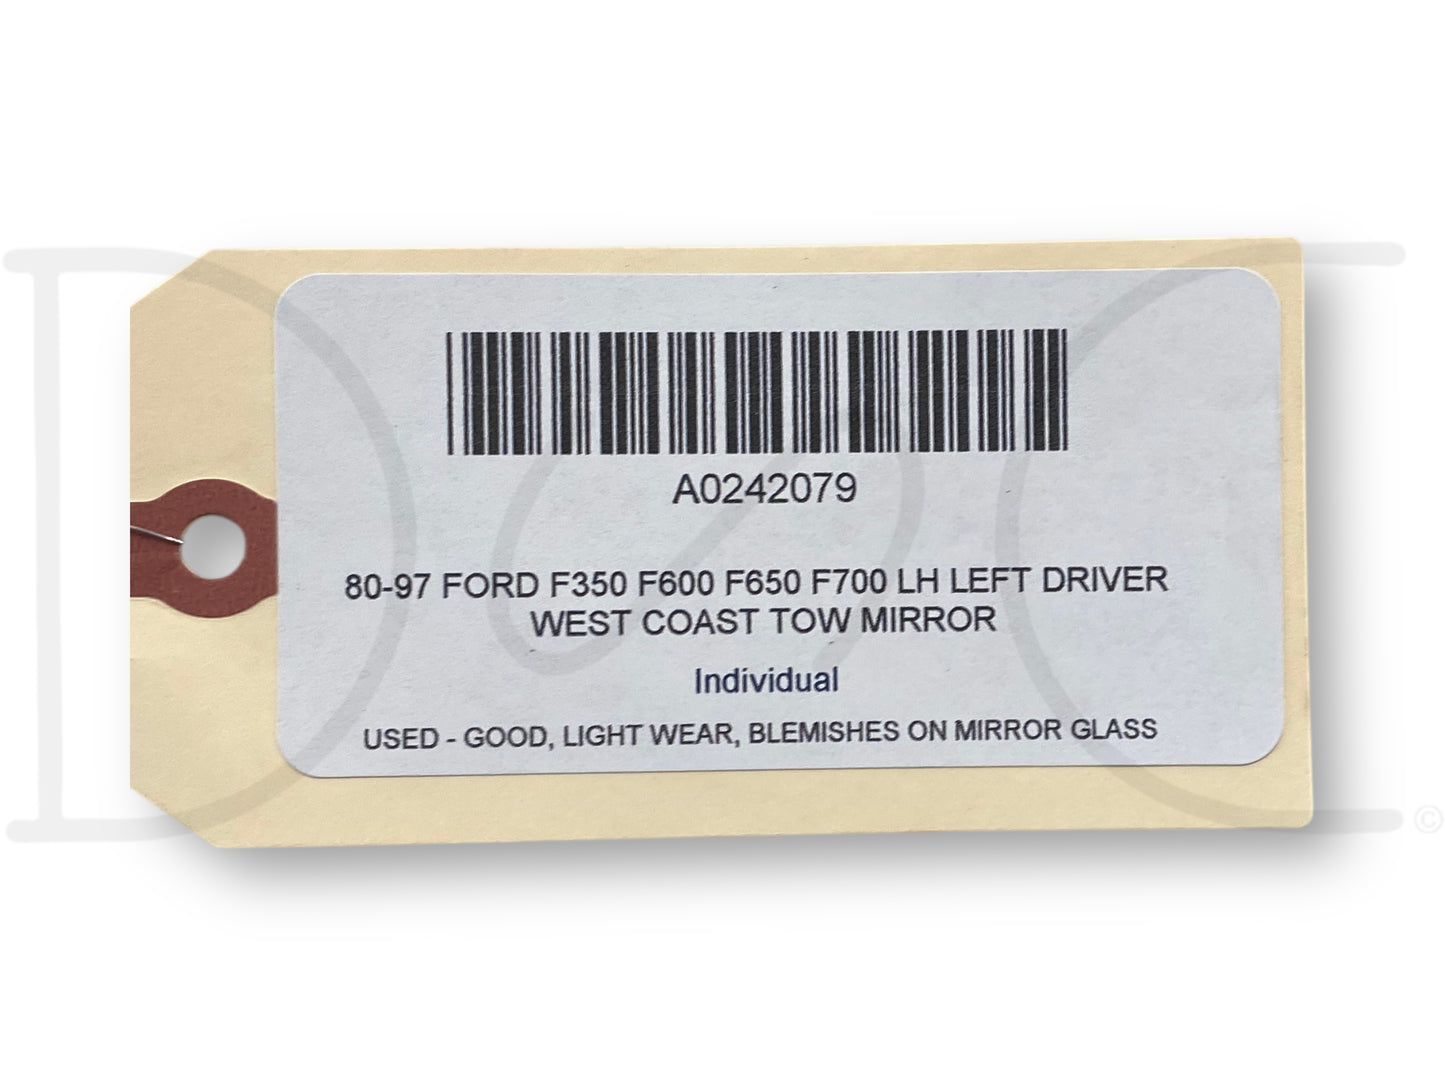 A0242079
80-97 FORD F350 F600 F650 F700 LH LEFT DRIVER
WEST COAST TOW MIRROR
Individual
USED - GOOD, LIGHT WEAR, BLEMISHES ON MIRROR GLASS
©